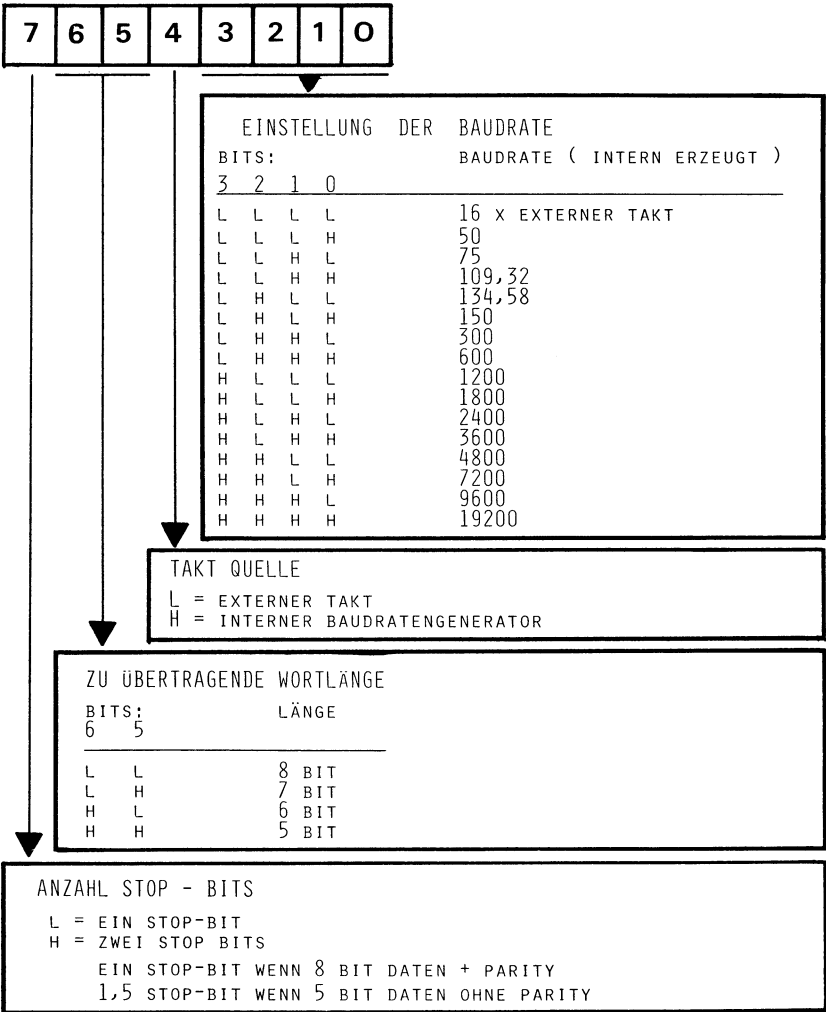 7 6 5 4 3 2 1 0
EINSTELLUNG DER BAUDRATE
BITS: BAUDRATE ( INTERN ERZEUGT )
3 2 1 0
L L L L 16 X EXTERNER TAKT
L L L H 50
L L H L 75
L L H H 109,32
L H L L 134,58
L H L H 150
L H H L 300
L H H H 600
H L L L 1200
H L L H 1800
H L H L 2400
H L H H 3600
H H L L 4800
H H L H 7200
H H H L 9600
H H H H 19200
TAKT QUELLE
L = EXTERNER TAKT
H = INTERNER BAUDRATENGENERATOR
ZU ÜBERTRAGENDE WORTLÄNGE
BITS: LÄNGE
6 5
L L 8 BIT
L H 7 BIT
H L 6 BIT
H H 5 BIT
ANZAHL STOP - BITS
L = EIN STOP-BIT
H = ZWEI STOP BITS
EIN STOP-BIT WENN 8 BIT DATEN + PARITY
1,5 STOP-BIT WENN 5 BIT DATEN OHNE PARITY